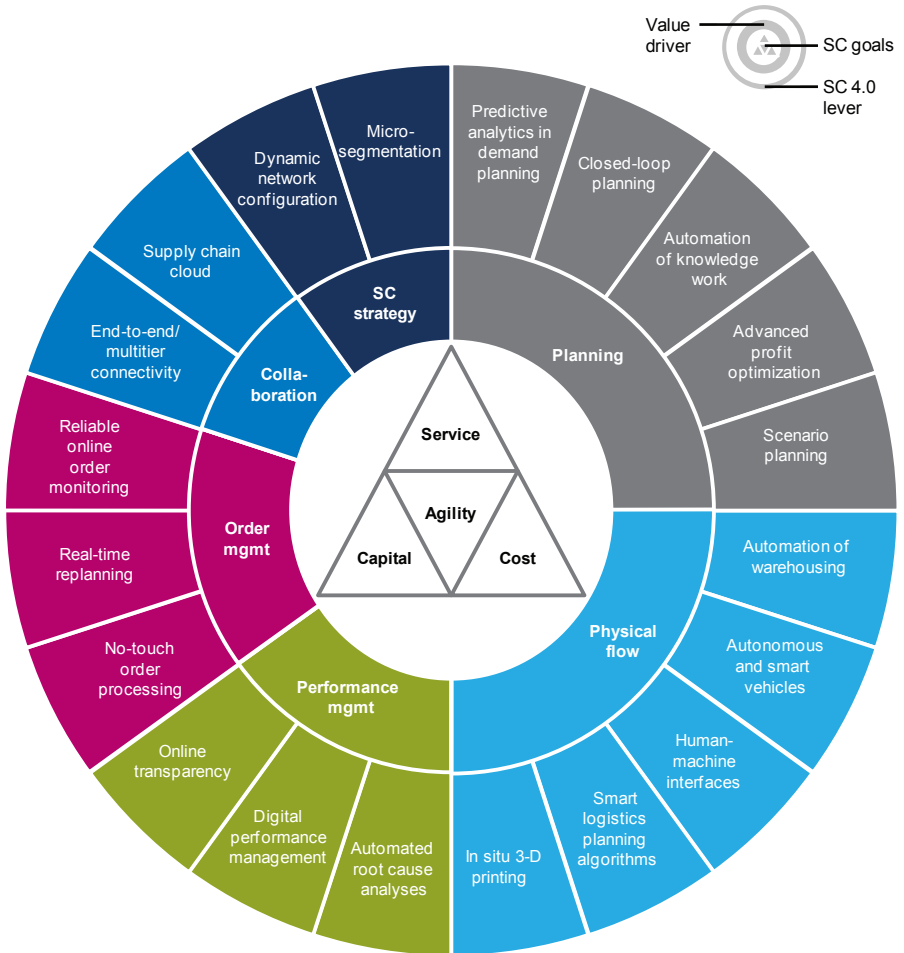 Value
driver
SC goals
SC 4.0
lever
Predictive
analytics in
demand
planning
Closed-loop
planning
Automation
of knowledge
work
Advanced
profit
optimization
Scenario
planning
Planning
Automation of
warehousing
Autonomous
and smart
vehicles
Human-
machine
interfaces
Smart
logistics
planning
algorithms
In situ 3-D
printing
Physical
flow
Automated
root cause
analyses
Digital
performance
management
Online
transparency
Performance
mgmt
No-touch
order
processing
Real-time
replanning
Reliable
online
order
monitoring
Order
mgmt
End-to-end/
multitier
connectivity
Supply chain
cloud
Colla-
boration
Dynamic
network
configuration
Micro-
segmentation
SC
strategy
Service
Agility
Capital
Cost